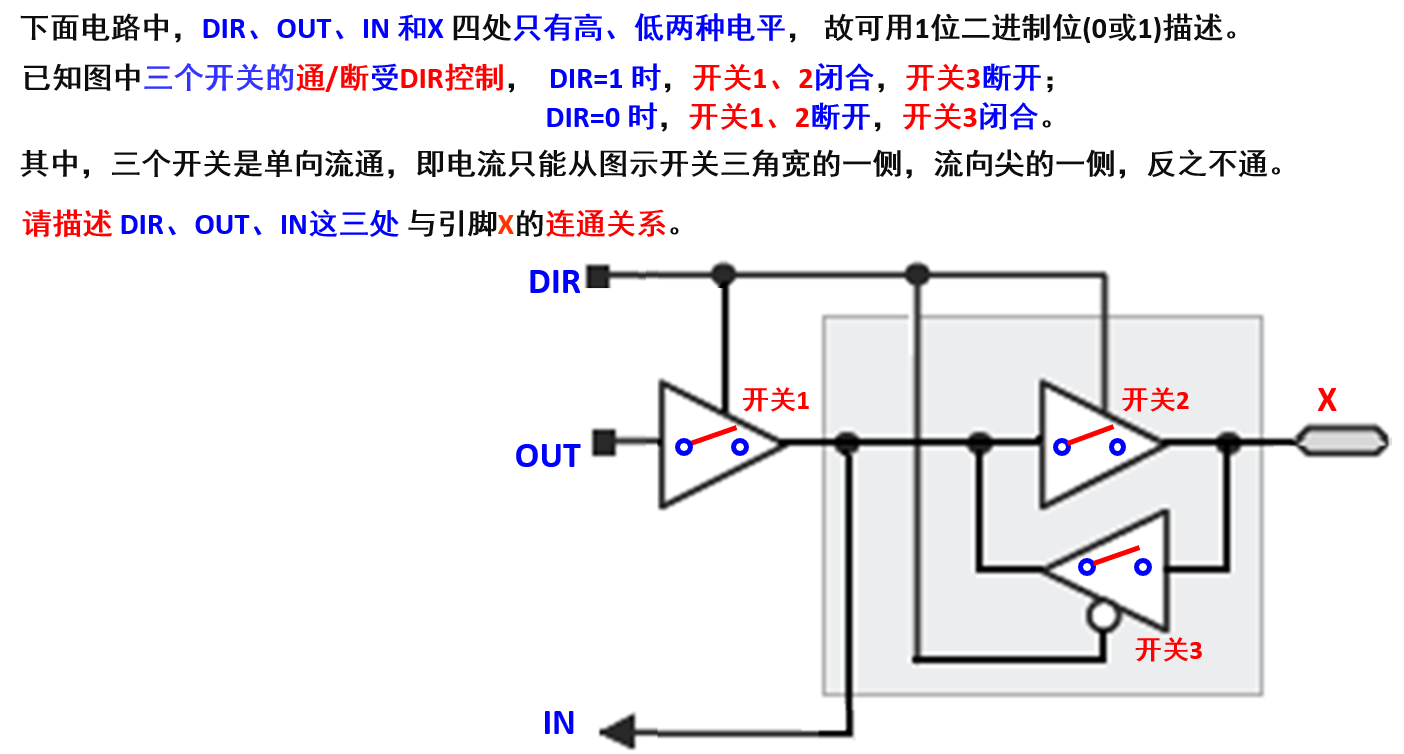 下面电路中，DIR、OUT、IN 和X 四处只有高、低两种电平， 故可用1位二进制位(0或1)描述。
已知图中三个开关的通/断受DIR控制， DIR=1 时，开关1、2闭合，开关3断开；
DIR=0 时，开关1、2断开，开关3闭合。
其中，三个开关是单向流通，即电流只能从图示开关三角宽的一侧，流向尖的一侧，反之不通。
请描述 DIR、OUT、IN这三处 与引脚X的连通关系。
DIR
开关1
开关2
X
OUT
开关3
IN